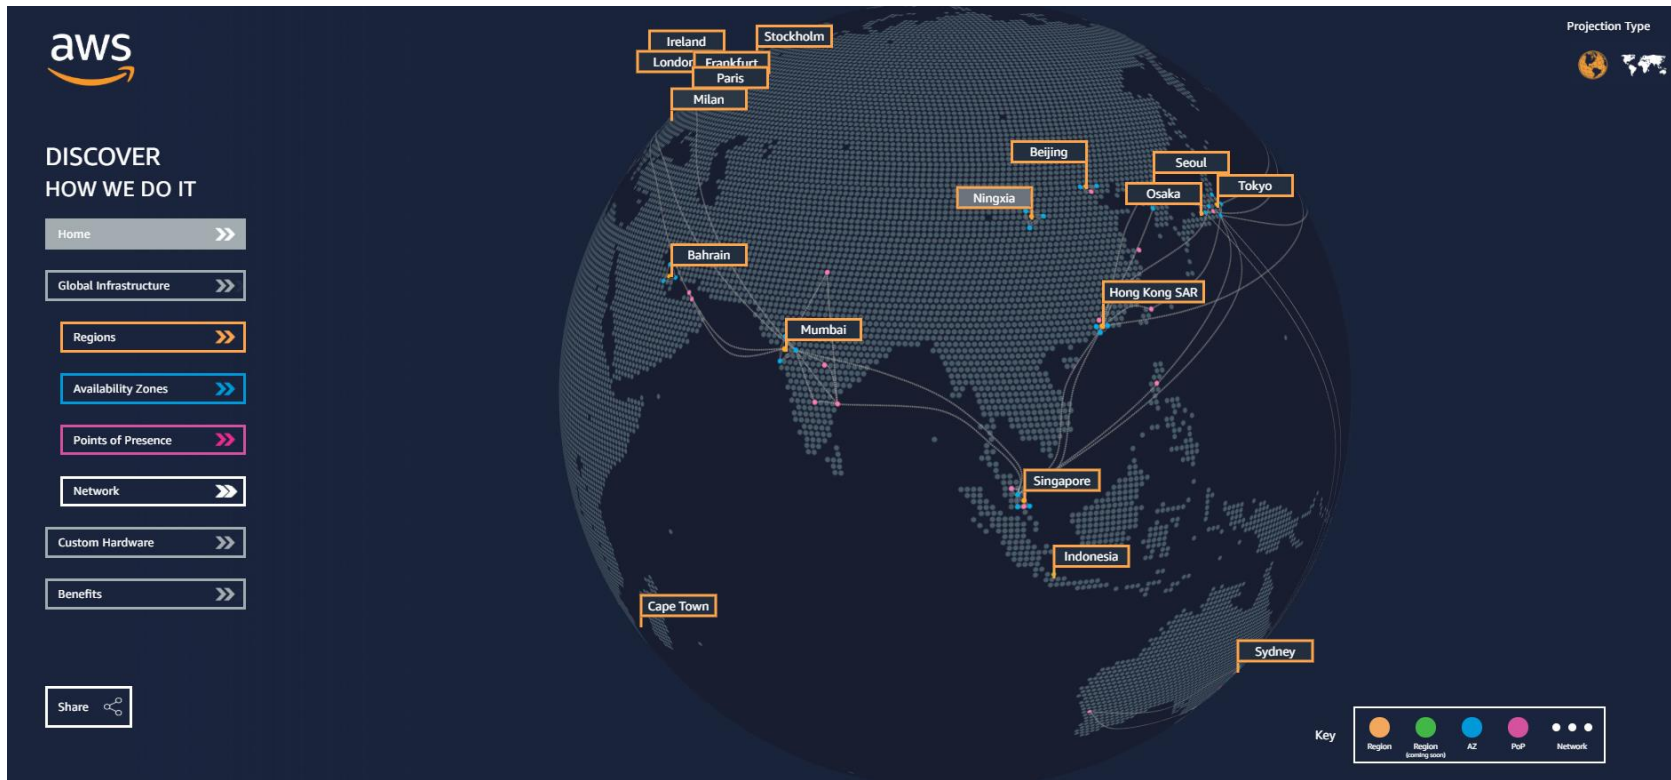 aws
Projection Type
DISCOVER
HOW WE DO IT
Home
Global Infrastructure
Regions
Availability Zones
Points of Presence
Network
Custom Hardware
Benefits
Share
Ireland
Stockholm
London
Frankfurt
Paris
Milan
Beijing
Seoul
Ningxia
Osaka
Tokyo
Bahrain
Hong Kong SAR
Mumbai
Singapore
Indonesia
Cape Town
Sydney
Key
Region
Region
(coming soon)
AZ
PoP
Network